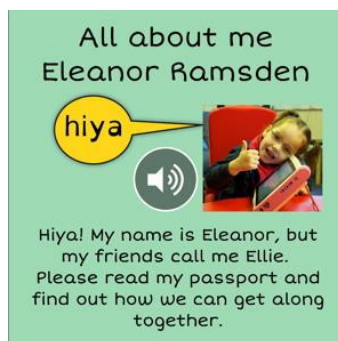 All about me
Eleanor Ramsden
hiya
Hiya! My name is Eleanor, but
my friends call me Ellie.
Please read my passport and
find out how we can get along
together.